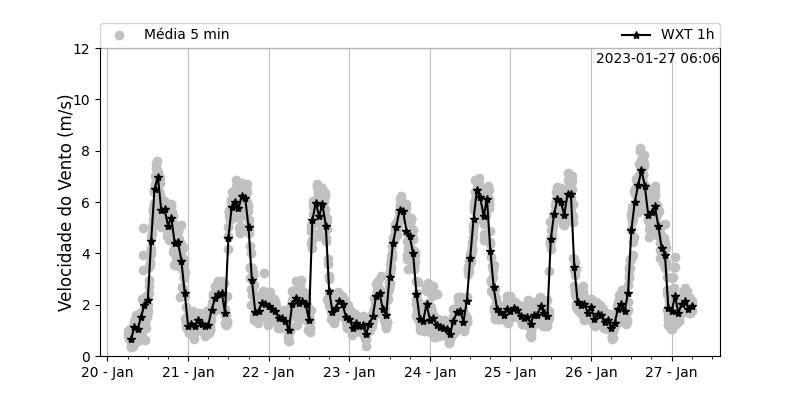 Média 5 min
WXT 1h
2023-01-27 06:06
Velocidade do Vento (m/s)
12
10
8
6
4
2
0
20 - Jan
21 - Jan
22 - Jan
23 - Jan
24 - Jan
25 - Jan
26 - Jan
27 - Jan